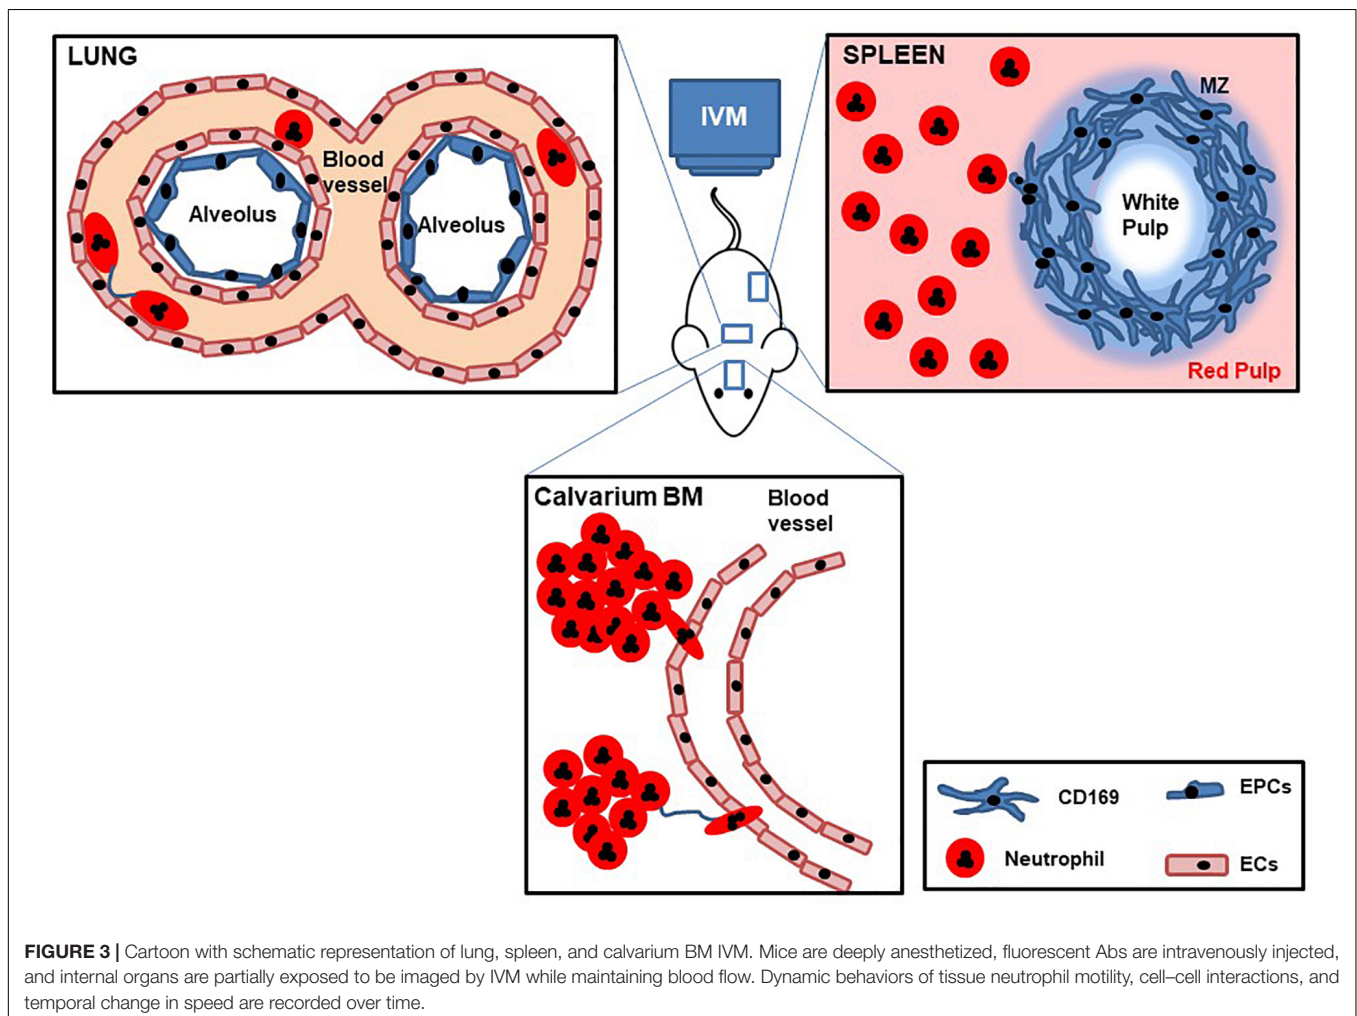 LUNG
Blood
vessel
Alveolus
Alveolus
IVM
SPLEEN
MZ
White
Pulp
Red Pulp
Calvarium BM
Blood
vessel
CD169
EPCs
Neutrophil
ECs
FIGURE 3 | Cartoon with schematic representation of lung, spleen, and calvarium BM IVM. Mice are deeply anesthetized, fluorescent Abs are intravenously injected,
and internal organs are partially exposed to be imaged by IVM while maintaining blood flow. Dynamic behaviors of tissue neutrophil motility, cell–cell interactions, and
temporal change in speed are recorded over time.